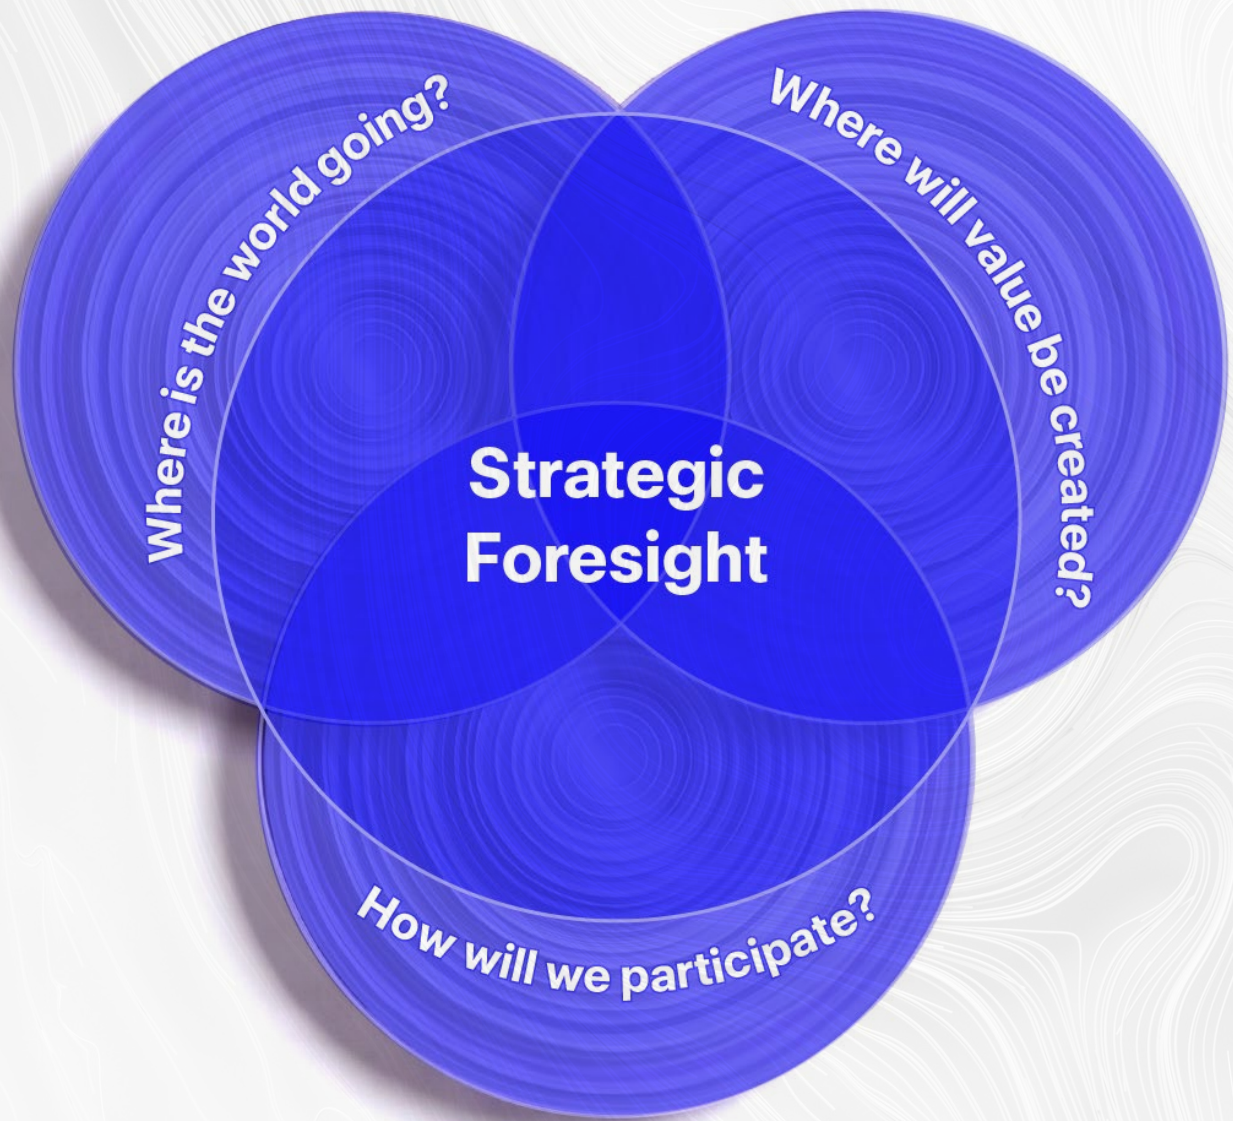 Where is the world going?
Where will value be created?
Strategic
Foresight
How will we participate?